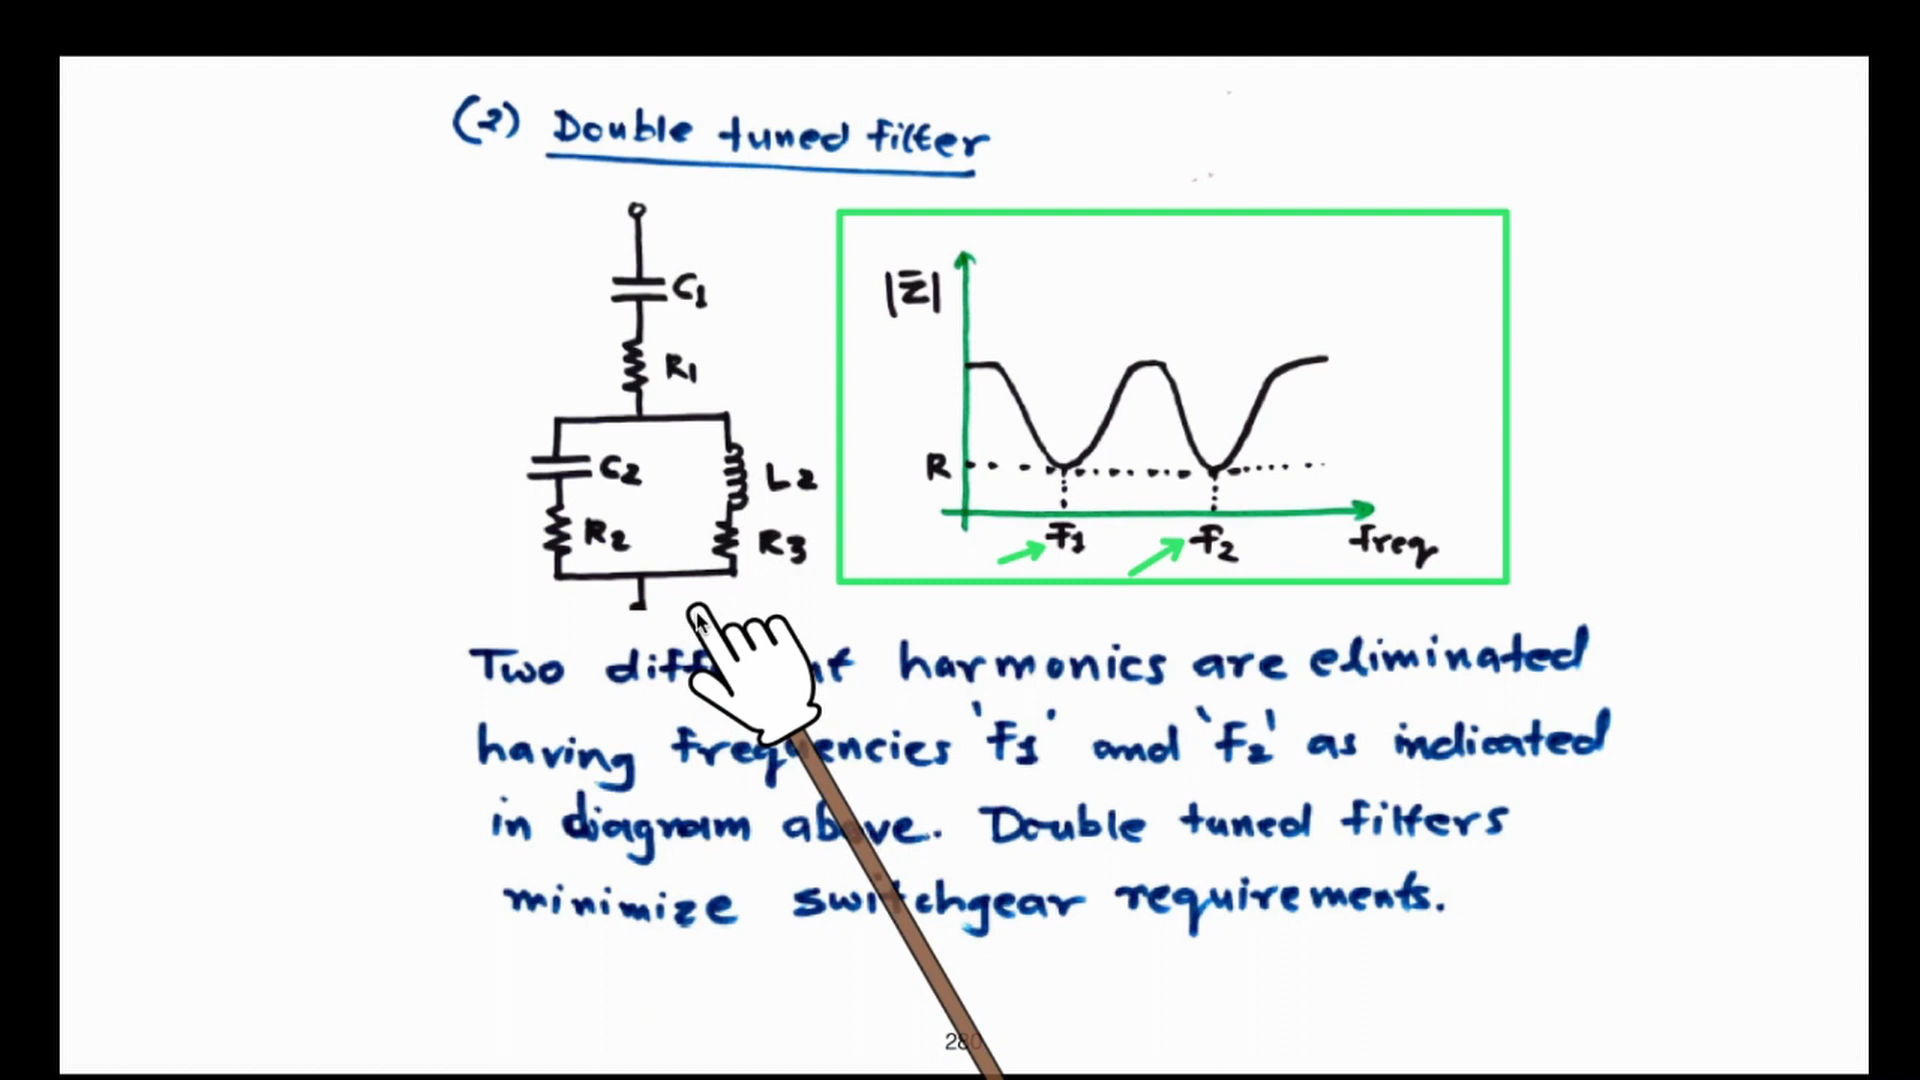 (2) Double tuned filter
C1
R1
C2
L2
R2
R3
|Z̄|
R
f1
f2
freq
Two harmonics are eliminated
having frequencies 'f1' and 'f2' as indicated
in diagram above. Double tuned filters
minimize switchgear requirements.
280